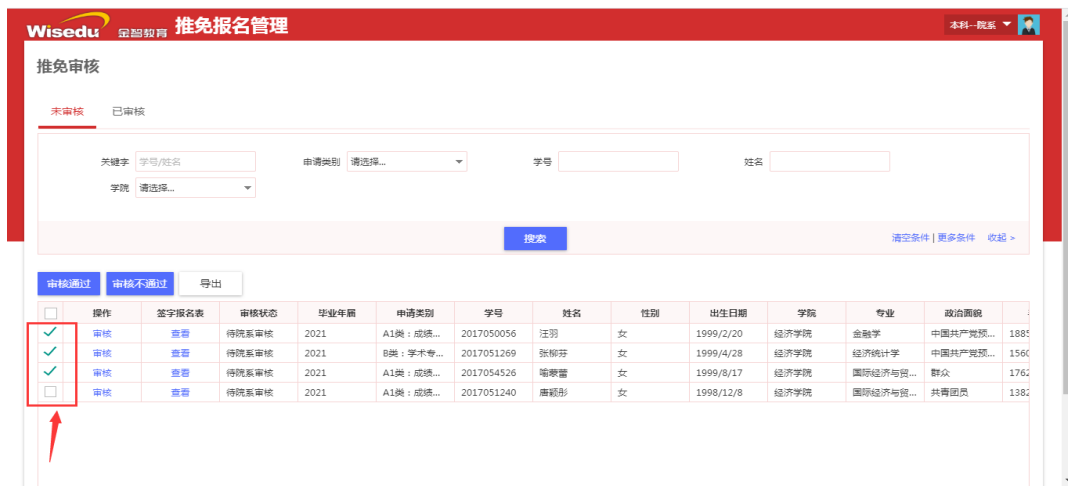 Wisedu 金智教育 推免报名管理 本科--院系
推免审核
未审核 已审核
关键字 学号/姓名 申请类别 请选择... 学号 姓名
学院 请选择...
搜索 清空条件 | 更多条件 收起 >
审核通过 审核不通过 导出
操作 签字报名表 审核状态 毕业年届 申请类别 学号 姓名 性别 出生日期 学院 专业 政治面貌
审核 查看 待院系审核 2021 A1类：成绩... 2017050056 汪羽 女 1999/2/20 经济学院 金融学 中国共产党预... 1885
审核 查看 待院系审核 2021 B类：学术专... 2017051269 张柳芬 女 1999/4/28 经济学院 经济统计学 中国共产党预... 1560
审核 查看 待院系审核 2021 A1类：成绩... 2017054526 喻蓥蕾 女 1999/8/17 经济学院 国际经济与贸... 群众 1762
审核 查看 待院系审核 2021 A1类：成绩... 2017051240 唐颖彤 女 1998/12/8 经济学院 国际经济与贸... 共青团员 1382